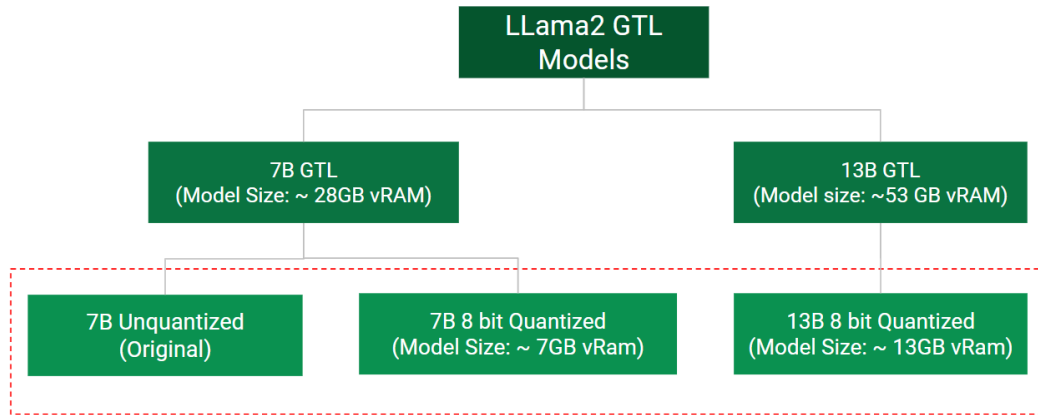 LLama2 GTL
Models
7B GTL
(Model Size: ~ 28GB vRAM)
13B GTL
(Model size: ~53 GB vRAM)
7B Unquantized
(Original)
7B 8 bit Quantized
(Model Size: ~ 7GB vRam)
13B 8 bit Quantized
(Model Size: ~ 13GB vRam)